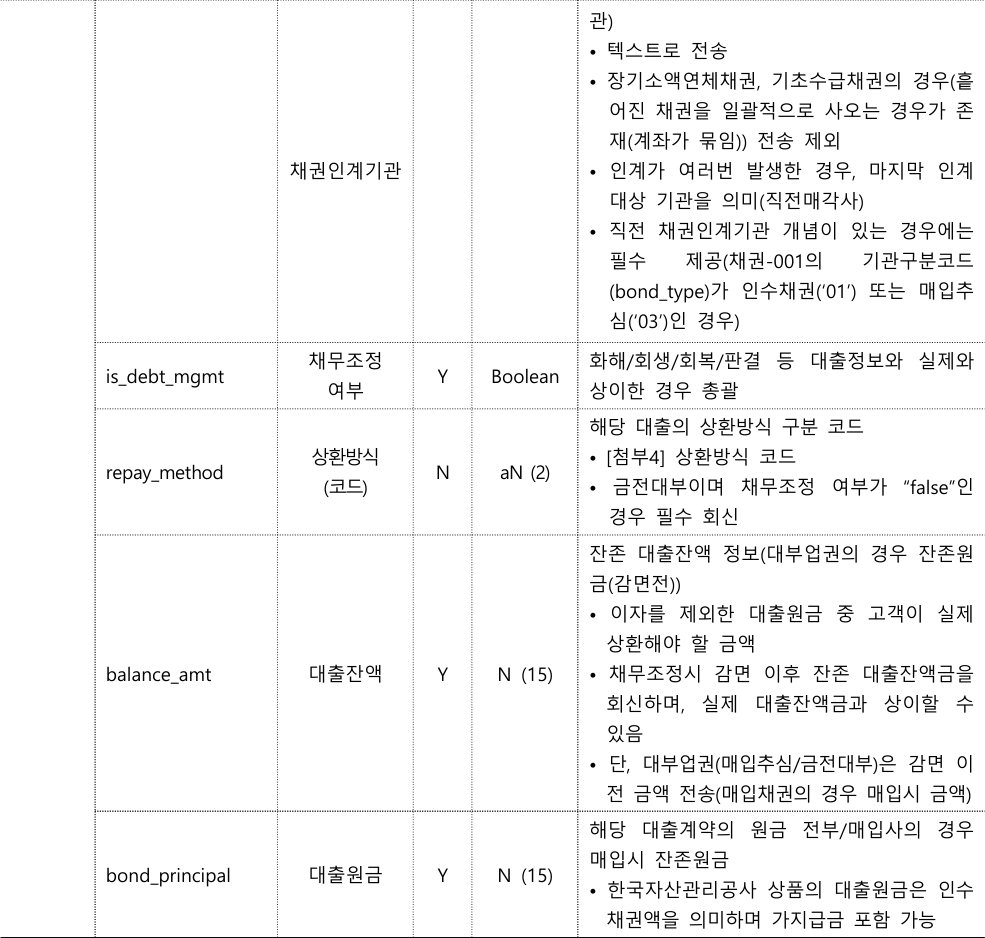 관)
• 텍스트로 전송
• 장기소액연체채권, 기초수급채권의 경우(흩
어진 채권을 일괄적으로 사오는 경우가 존
재(계좌가 묶임)) 전송 제외
채권인계기관
• 인계가 여러번 발생한 경우, 마지막 인계
대상 기관을 의미(직전매각사)
• 직전 채권인계기관 개념이 있는 경우에는
필수 제공(채권-001의 기관구분코드
(bond_type)가 인수채권(‘01’) 또는 매입추
심(‘03’)인 경우)
is_debt_mgmt
채무조정
여부
Y
Boolean
화해/회생/회복/판결 등 대출정보와 실제와
상이한 경우 총괄
repay_method
상환방식
(코드)
N
aN (2)
해당 대출의 상환방식 구분 코드
• [첨부4] 상환방식 코드
• 금전대부이며 채무조정 여부가 “false”인
경우 필수 회신
balance_amt
대출잔액
Y
N (15)
잔존 대출잔액 정보(대부업권의 경우 잔존원
금(감면전))
• 이자를 제외한 대출원금 중 고객이 실제
상환해야 할 금액
• 채무조정시 감면 이후 잔존 대출잔액금을
회신하며, 실제 대출잔액금과 상이할 수
있음
• 단, 대부업권(매입추심/금전대부)은 감면 이
전 금액 전송(매입채권의 경우 매입시 금액)
bond_principal
대출원금
Y
N (15)
해당 대출계약의 원금 전부/매입사의 경우
매입시 잔존원금
• 한국자산관리공사 상품의 대출원금은 인수
채권액을 의미하며 가지급금 포함 가능